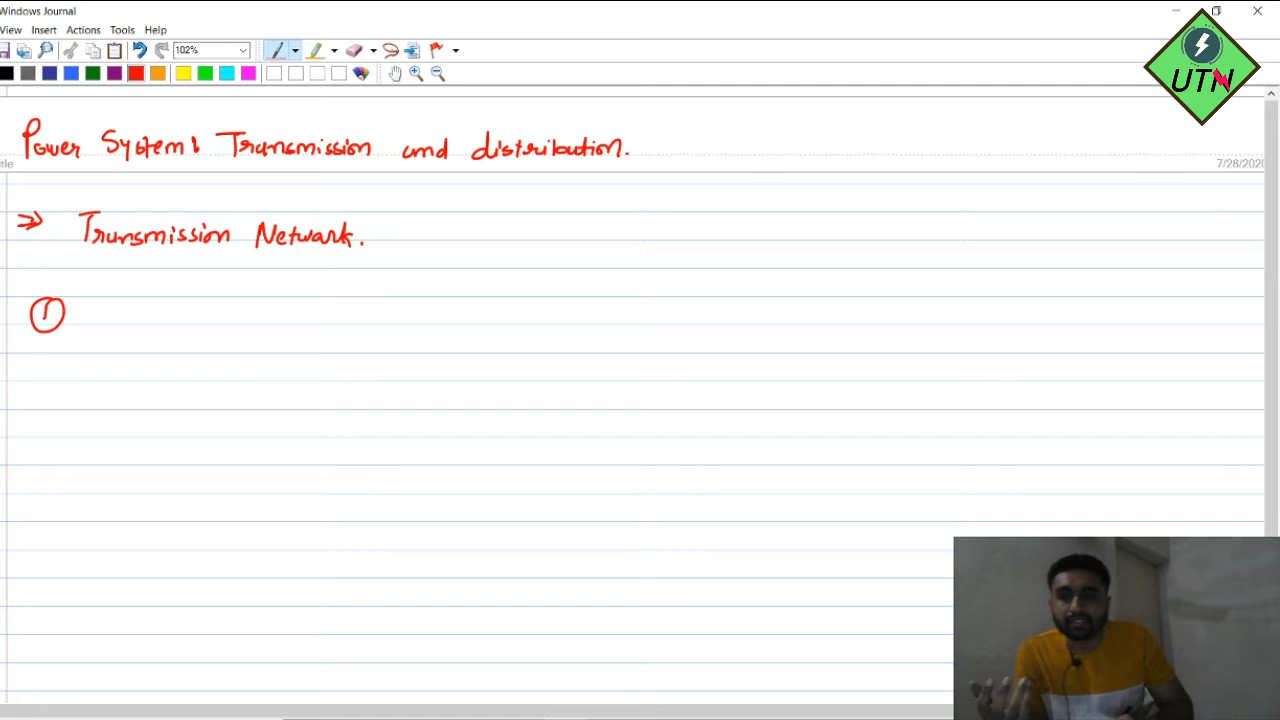 Windows Journal
View Insert Actions Tools Help
102%
UTN
Power System: Transmission and distribution.
itle
7/28/2020
⇒ Transmission Network.
①